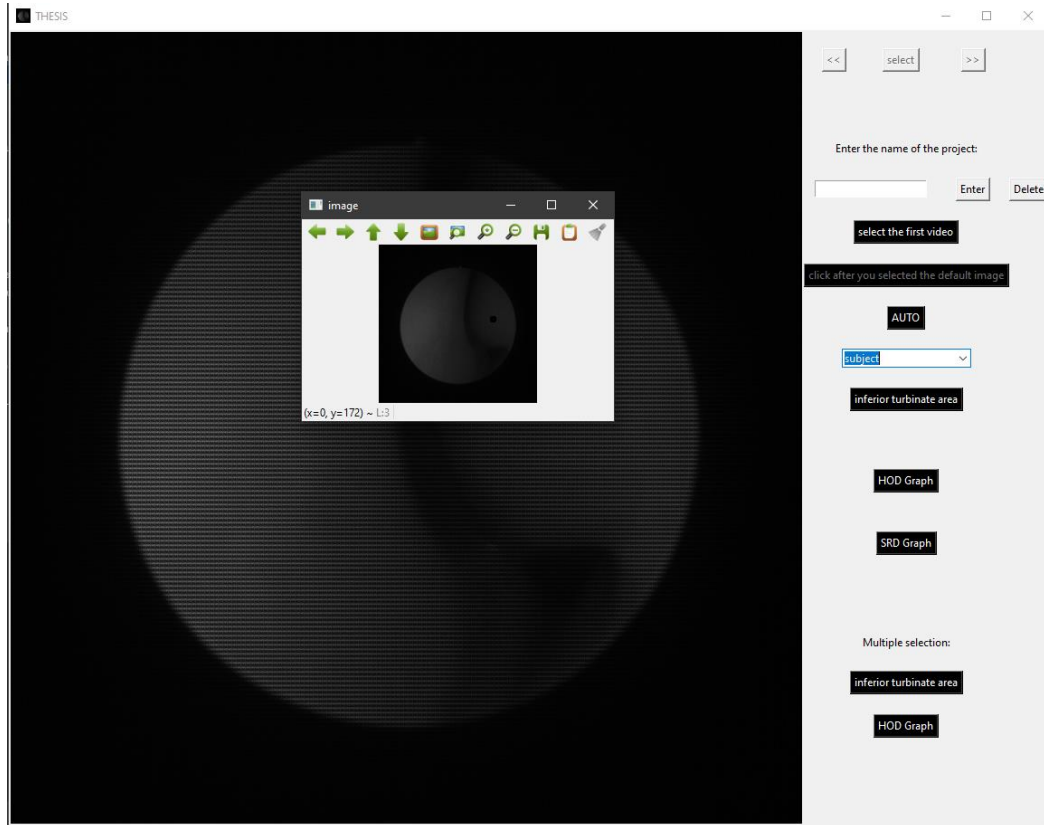 THESIS
<< select >>
Enter the name of the project:
Enter Delete
select the first video
click after you selected the default image
AUTO
subject
inferior turbinate area
HOD Graph
SRD Graph
Multiple selection:
inferior turbinate area
HOD Graph
image
(x=0, y=172) ~ L:3